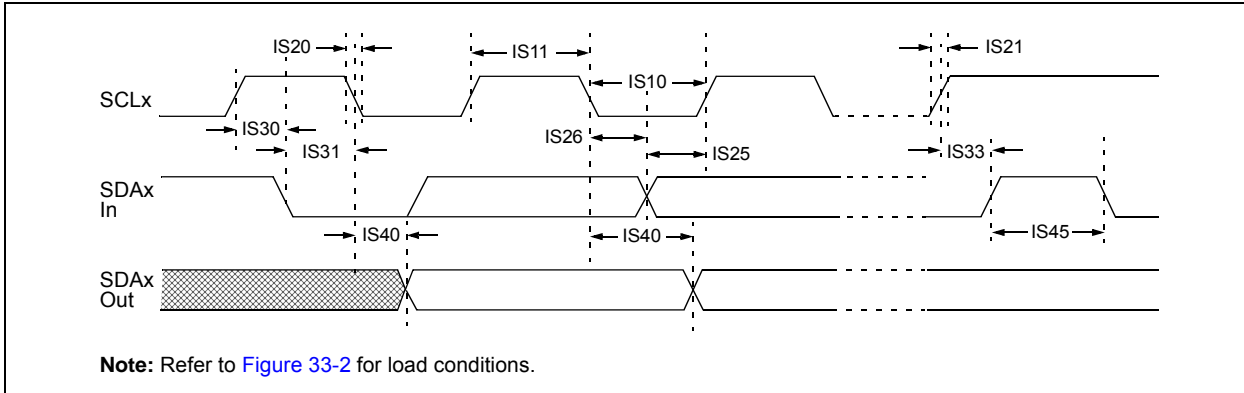 IS20
IS11
IS21
IS10
SCLx
IS30
IS26
IS31
IS25
IS33
SDAx
In
IS40
IS40
IS45
SDAx
Out
Note: Refer to Figure 33-2 for load conditions.